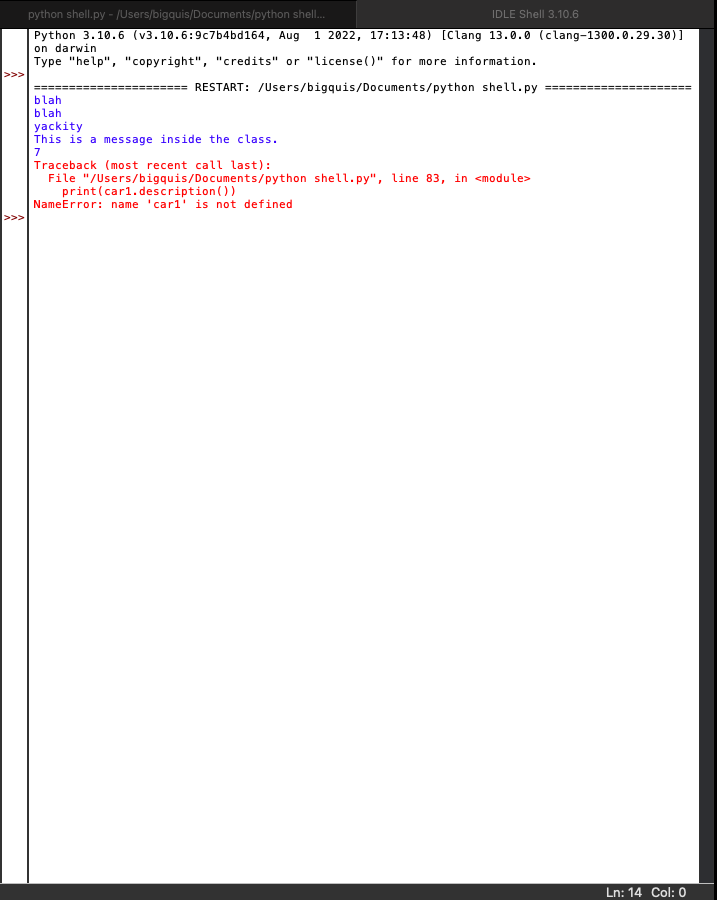 python shell.py - /Users/bigquis/Documents/python shell...
IDLE Shell 3.10.6
Python 3.10.6 (v3.10.6:9c7b4bd164, Aug  1 2022, 17:13:48) [Clang 13.0.0 (clang-1300.0.29.30)]
on darwin
Type "help", "copyright", "credits" or "license()" for more information.
>>>
====================== RESTART: /Users/bigquis/Documents/python shell.py =====================
blah
blah
yackity
This is a message inside the class.
7
Traceback (most recent call last):
  File "/Users/bigquis/Documents/python shell.py", line 83, in <module>
    print(car1.description())
NameError: name 'car1' is not defined
>>>
Ln: 14  Col: 0